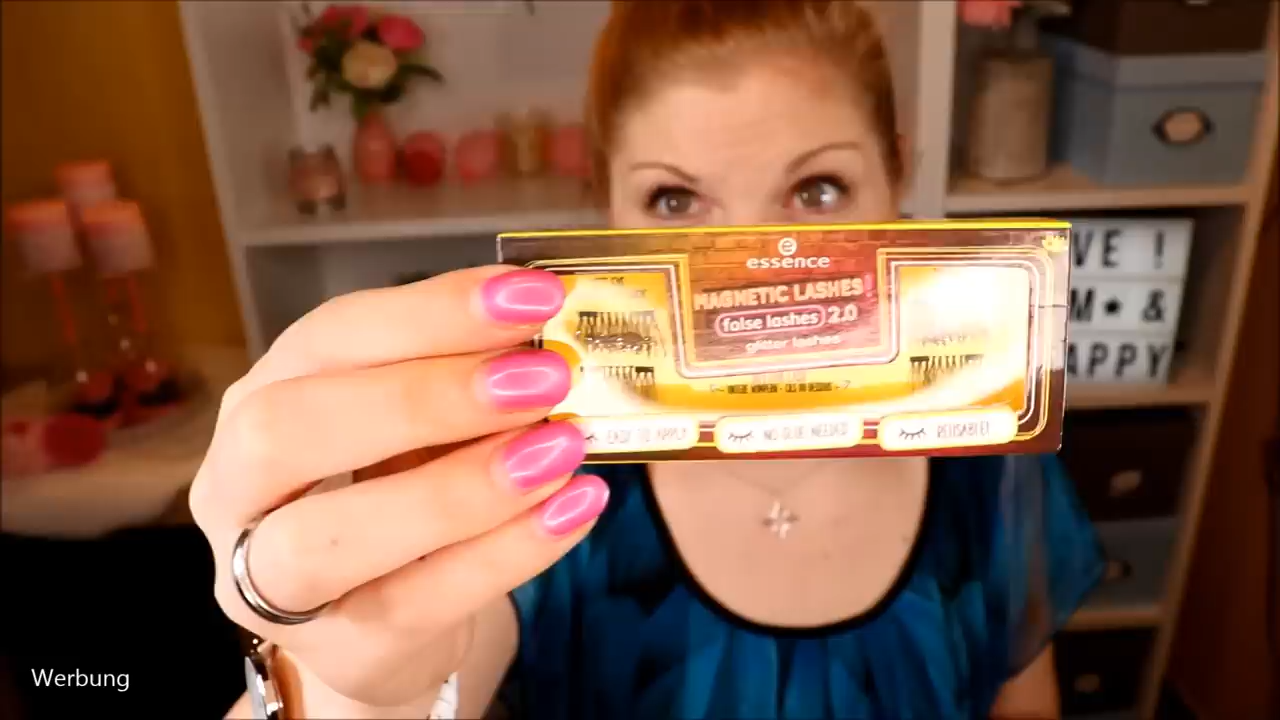 essence
MAGNETIC LASHES
false lashes 2.0
glitter lashes
EASY TO APPLY
NO GLUE NEEDED
REUSABLE!
VE !
M ★ &
APPY
Werbung